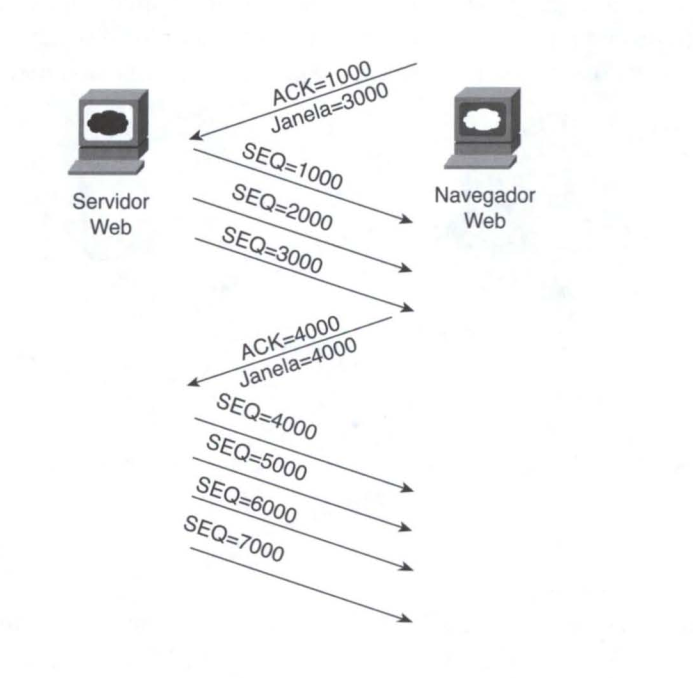 ACK=1000
Janela=3000
SEQ=1000
SEQ=2000
SEQ=3000
Servidor
Web
Navegador
Web
ACK=4000
Janela=4000
SEQ=4000
SEQ=5000
SEQ=6000
SEQ=7000